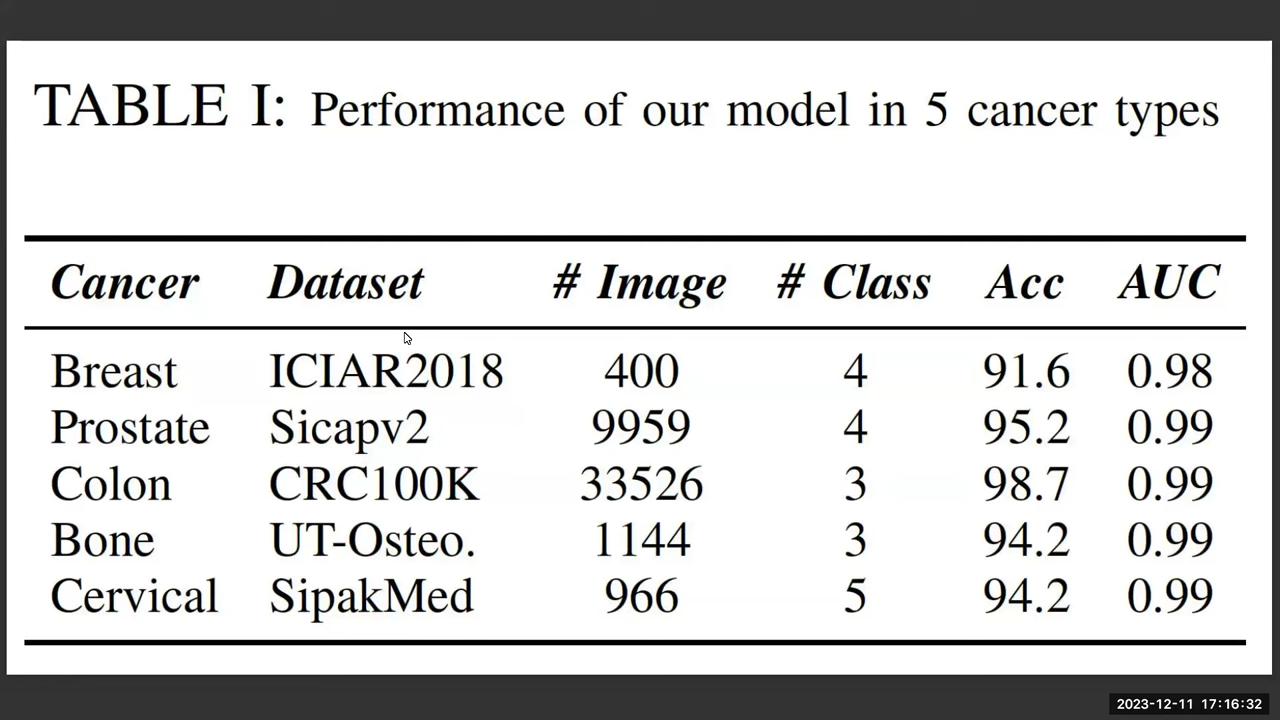 TABLE I: Performance of our model in 5 cancer types
Cancer Dataset # Image # Class Acc AUC
Breast ICIAR2018 400 4 91.6 0.98
Prostate Sicapv2 9959 4 95.2 0.99
Colon CRC100K 33526 3 98.7 0.99
Bone UT-Osteo. 1144 3 94.2 0.99
Cervical SipakMed 966 5 94.2 0.99
2023-12-11 17:16:32